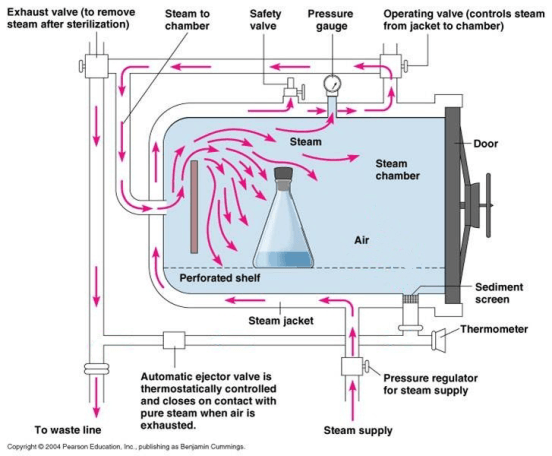 Exhaust valve (to remove
steam after sterilization)
Steam to
chamber
Safety
valve
Pressure
gauge
Operating valve (controls steam
from jacket to chamber)
Steam
Steam
chamber
Door
Air
Perforated shelf
Sediment
screen
Steam jacket
Thermometer
Automatic ejector valve is
thermostatically controlled
and closes on contact with
pure steam when air is
exhausted.
Pressure regulator
for steam supply
To waste line
Steam supply
Copyright © 2004 Pearson Education, Inc., publishing as Benjamin Cummings.